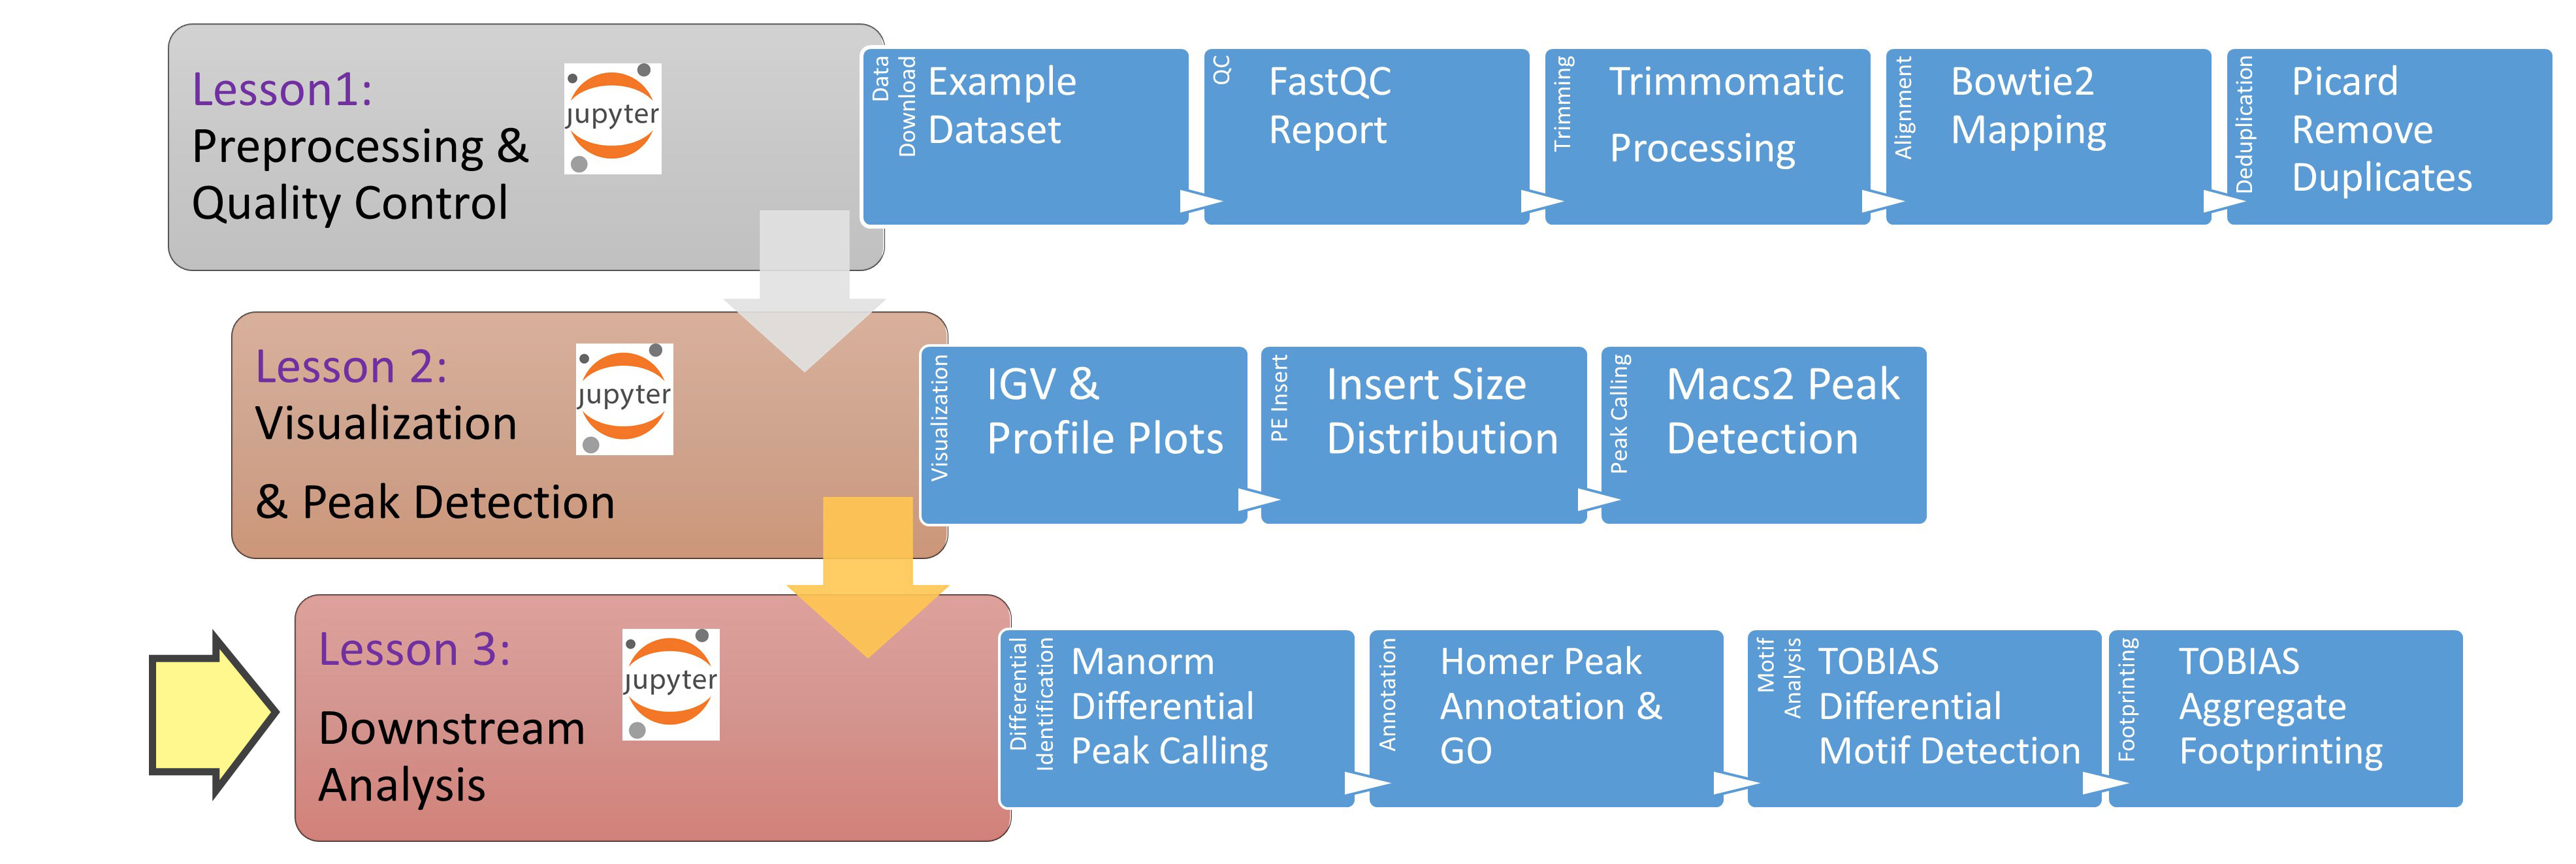 Lesson1:
Preprocessing &
Quality Control
jupyter
Data
Download
Example
Dataset
QC
FastQC
Report
Trimming
Trimmomatic
Processing
Alignment
Bowtie2
Mapping
Deduplication
Picard
Remove
Duplicates
Lesson 2:
Visualization
& Peak Detection
jupyter
Visualization
IGV &
Profile Plots
PE Insert
Insert Size
Distribution
Peak Calling
Macs2 Peak
Detection
Lesson 3:
Downstream
Analysis
jupyter
Differential
Identification
Manorm
Differential
Peak Calling
Annotation
Homer Peak
Annotation &
GO
Motif
Analysis
TOBIAS
Differential
Motif Detection
Footprinting
TOBIAS
Aggregate
Footprinting